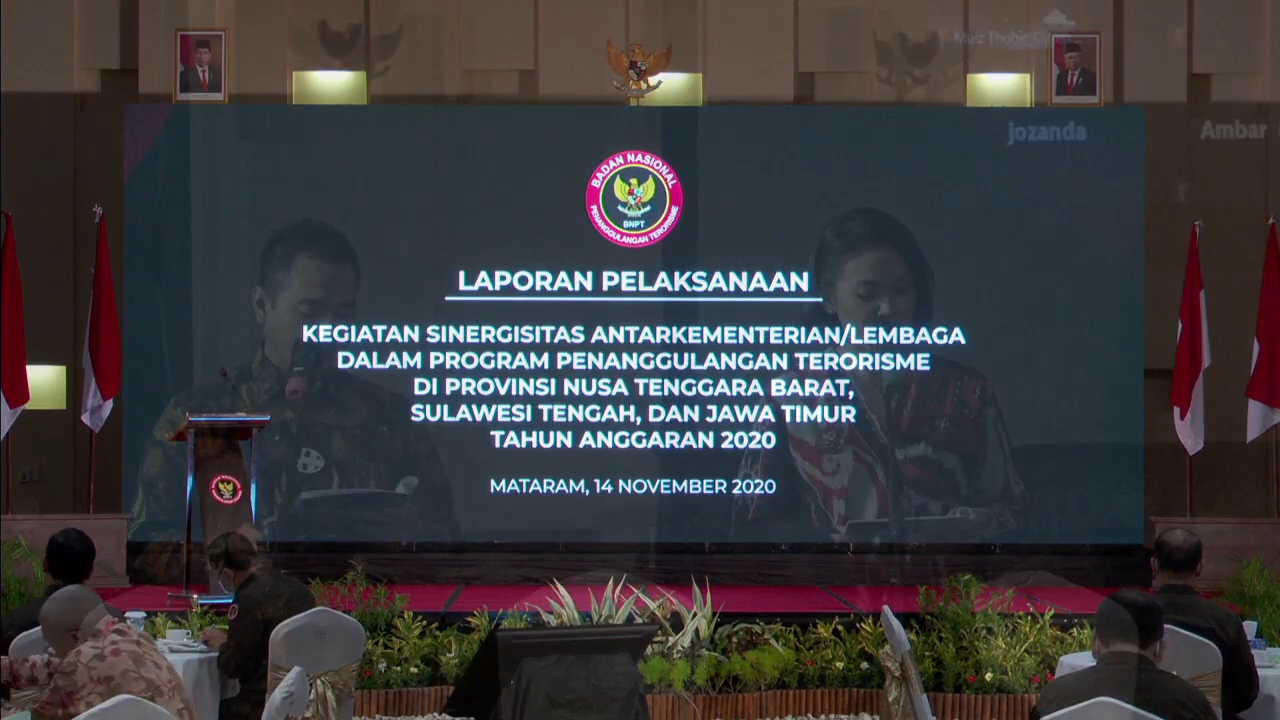 jozanda
Ambar
BADAN NASIONAL
PENANGGULANGAN TERORISME
BNPT
LAPORAN PELAKSANAAN
KEGIATAN SINERGISITAS ANTARKEMENTERIAN/LEMBAGA
DALAM PROGRAM PENANGGULANGAN TERORISME
DI PROVINSI NUSA TENGGARA BARAT,
SULAWESI TENGAH, DAN JAWA TIMUR
TAHUN ANGGARAN 2020
MATARAM, 14 NOVEMBER 2020